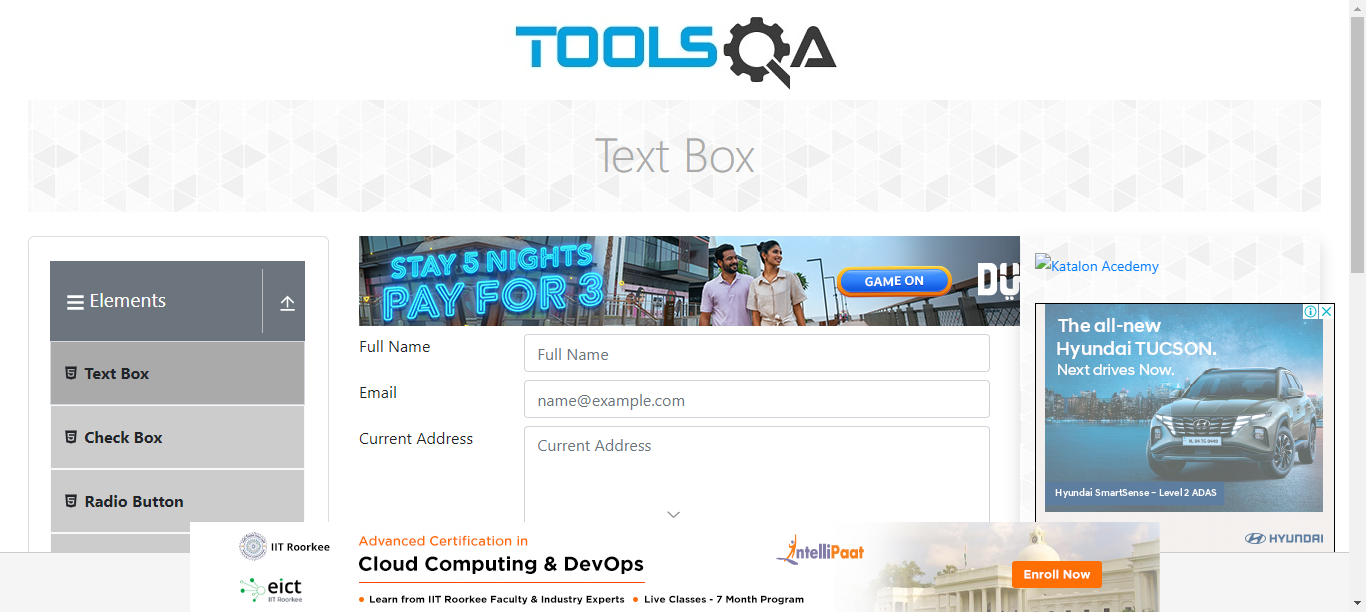 TOOLSQA
Text Box
Elements
Text Box
Check Box
Radio Button
STAY 5 NIGHTS
PAY FOR 3
GAME ON
Full Name
Full Name
Email
name@example.com
Current Address
Current Address
Katalon Acedemy
The all-new
Hyundai TUCSON.
Next drives Now.
Hyundai SmartSense – Level 2 ADAS
HYUNDAI
IIT Roorkee
eict
IIT Roorkee
Advanced Certification in
Cloud Computing & DevOps
• Learn from IIT Roorkee Faculty & Industry Experts • Live Classes - 7 Month Program
IntelliPaat
Enroll Now